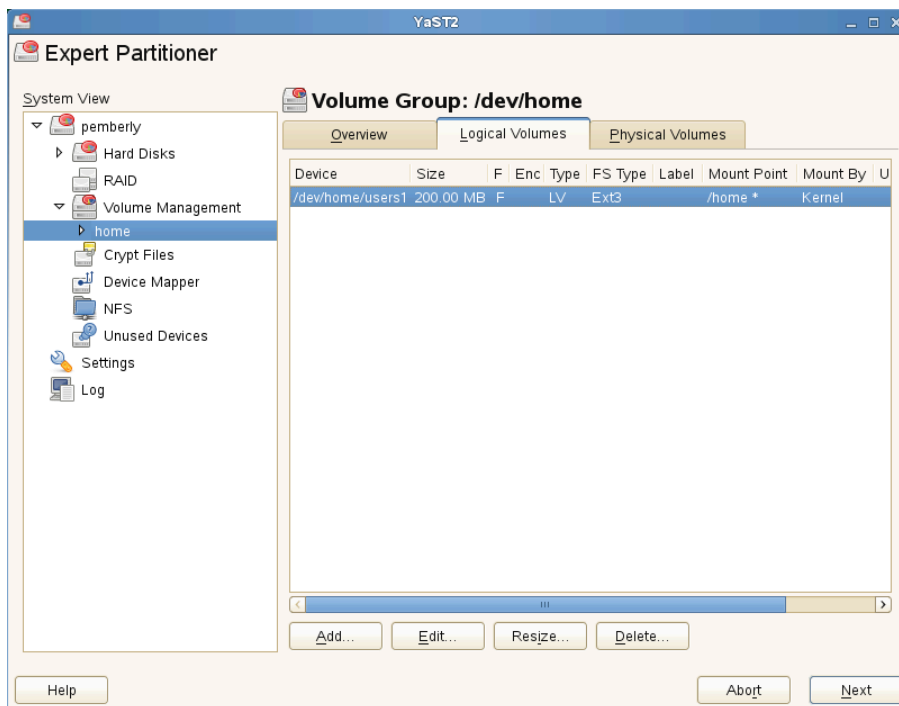 YaST2
Expert Partitioner
System View
pemberly
Hard Disks
RAID
Volume Management
home
Crypt Files
Device Mapper
NFS
Unused Devices
Settings
Log
Volume Group: /dev/home
Overview Logical Volumes Physical Volumes
Device Size F Enc Type FS Type Label Mount Point Mount By U
/dev/home/users1 200.00 MB F LV Ext3 /home * Kernel
Add... Edit... Resize... Delete...
Help Abort Next